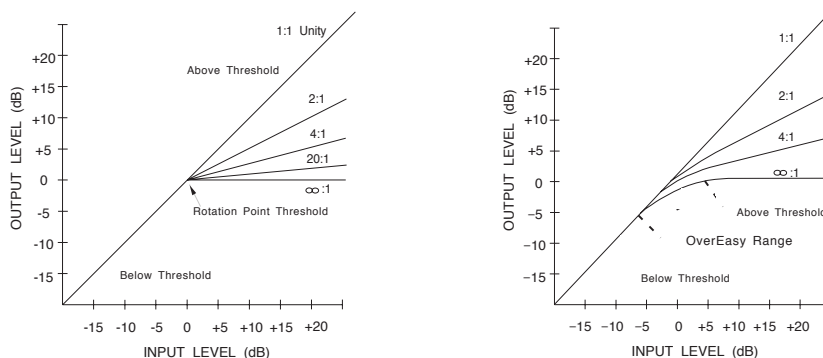 1:1 Unity
+20
Above Threshold
+15
2:1
+10
4:1
+5
20:1
0
∞:1
Rotation Point Threshold
-5
-10
Below Threshold
-15
OUTPUT LEVEL (dB)
-15 -10 -5 0 +5 +10 +15 +20
INPUT LEVEL (dB)
1:1
+20
+15
2:1
+10
4:1
+5
∞:1
0
Above Threshold
−5
OverEasy Range
−10
Below Threshold
-15
OUTPUT LEVEL (dB)
−15 −10 −5 0 +5 +10 +15 +20
INPUT LEVEL (dB)